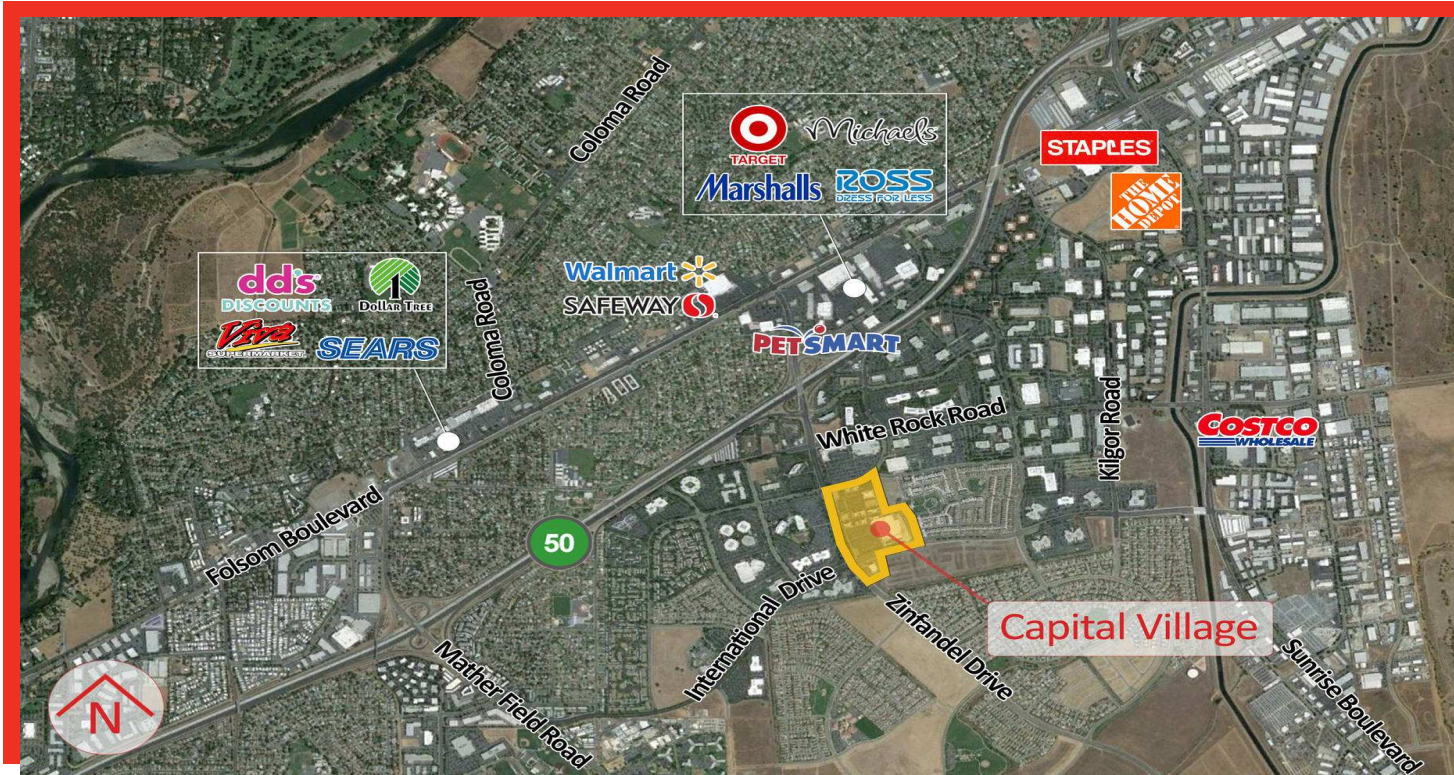 Coloma Road
TARGET
Michaels
Marshalls
ROSS
DRESS FOR LESS
STAPLES
THE
HOME
DEPOT
dd's
DISCOUNTS
DOLLAR TREE
Viva
SUPERMARKET
SEARS
Coloma Road
Walmart
SAFEWAY
PETSMART
White Rock Road
Kilgor Road
COSTCO
WHOLESALE
Folsom Boulevard
50
International Drive
Zinfandel Drive
Capital Village
Mather Field Road
Sunrise Boulevard
N